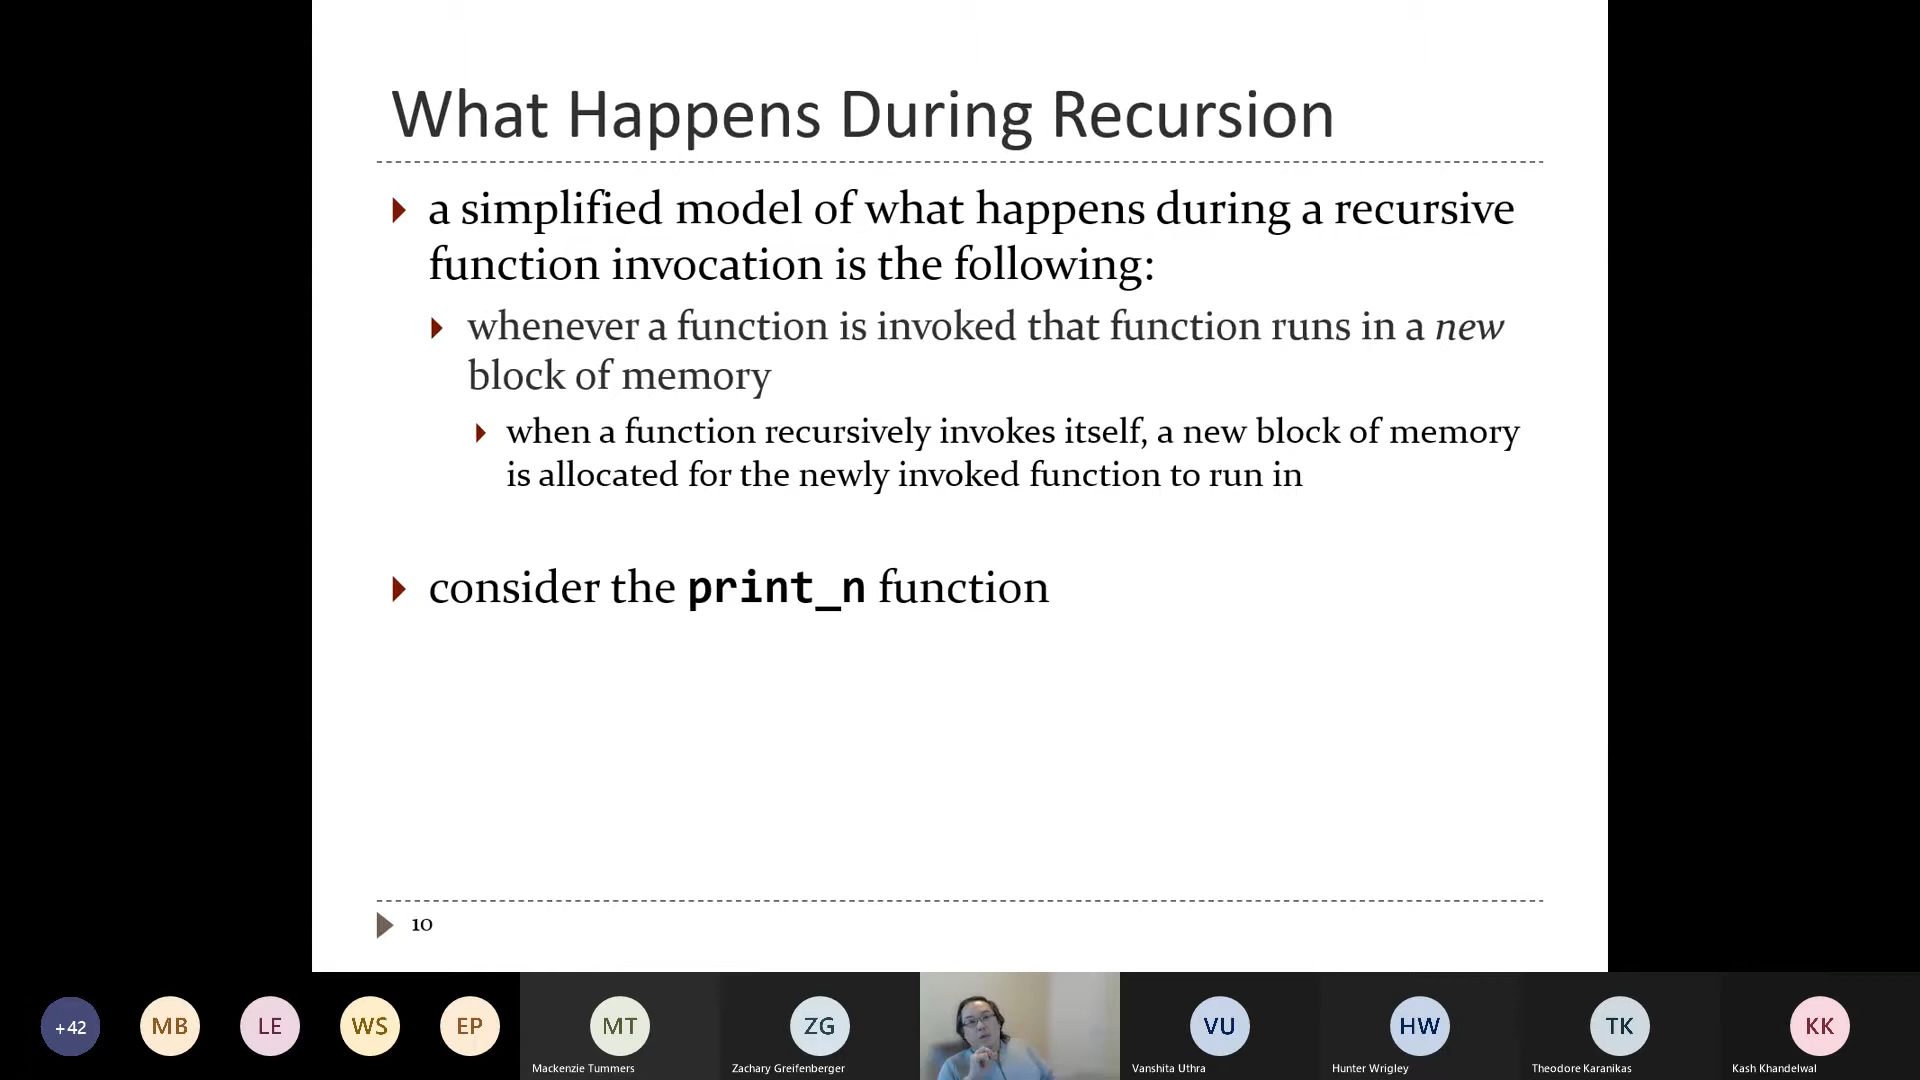 What Happens During Recursion
a simplified model of what happens during a recursive
function invocation is the following:
whenever a function is invoked that function runs in a new
block of memory
when a function recursively invokes itself, a new block of memory
is allocated for the newly invoked function to run in
consider the print_n function
10
+42
MB
LE
WS
EP
MT
ZG
VU
HW
TK
KK
Mackenzie Tummers
Zachary Greifenberger
Vanshita Uthra
Hunter Wrigley
Theodore Karanikas
Kash Khandelwal